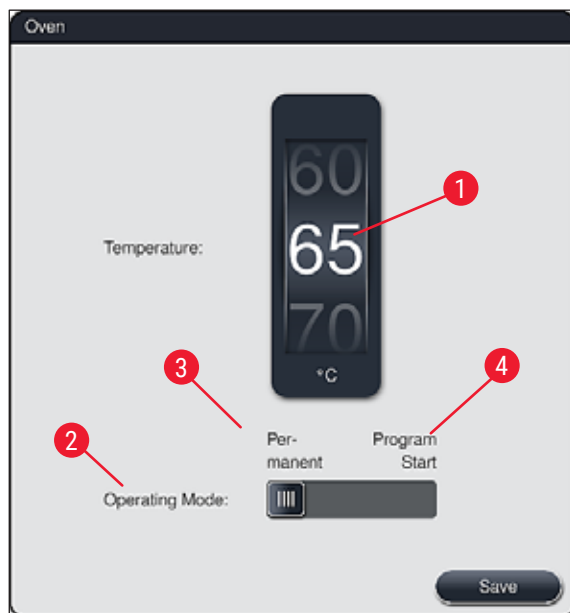 Oven
60
1
65
Temperature:
70
°C
3
4
Per-
manent
Program
Start
2
Operating Mode:
Save